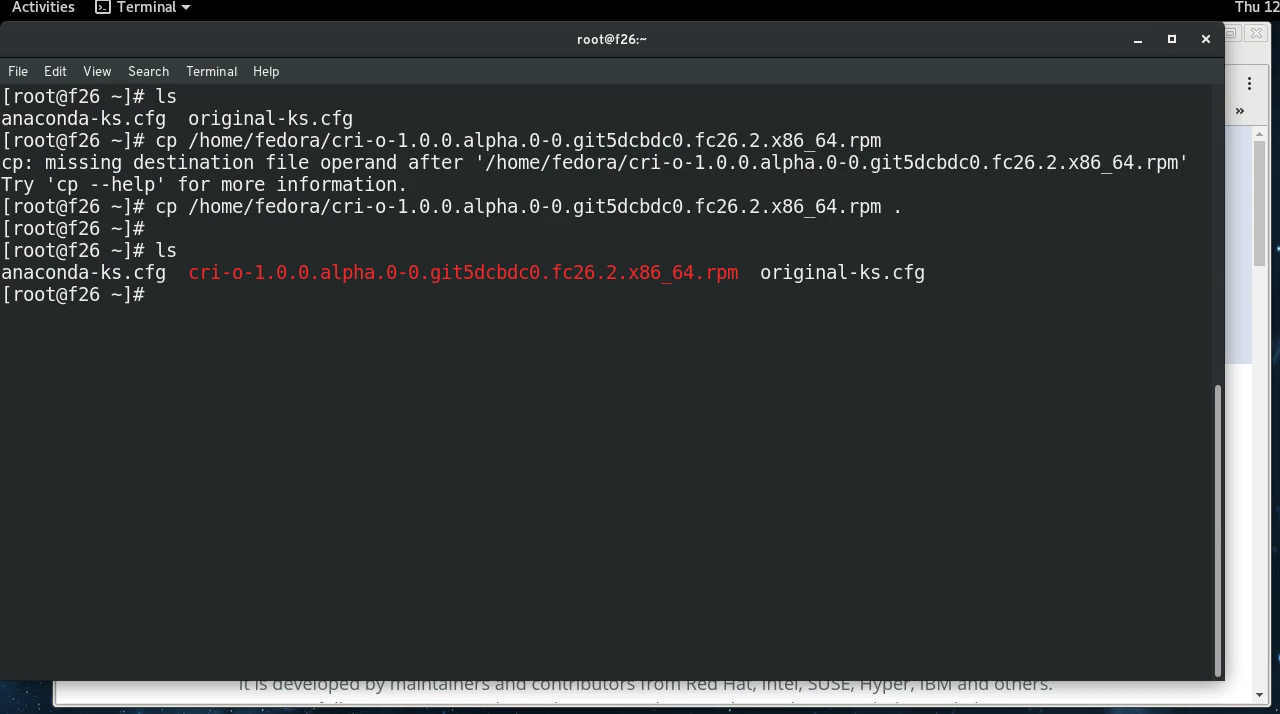 Activities Terminal Thu 12
root@f26:~
File Edit View Search Terminal Help
[root@f26 ~]# ls
anaconda-ks.cfg  original-ks.cfg
[root@f26 ~]# cp /home/fedora/cri-o-1.0.0.alpha.0-0.git5dcbdc0.fc26.2.x86_64.rpm
cp: missing destination file operand after '/home/fedora/cri-o-1.0.0.alpha.0-0.git5dcbdc0.fc26.2.x86_64.rpm'
Try 'cp --help' for more information.
[root@f26 ~]# cp /home/fedora/cri-o-1.0.0.alpha.0-0.git5dcbdc0.fc26.2.x86_64.rpm .
[root@f26 ~]#
[root@f26 ~]# ls
anaconda-ks.cfg  cri-o-1.0.0.alpha.0-0.git5dcbdc0.fc26.2.x86_64.rpm  original-ks.cfg
[root@f26 ~]#
It is developed by maintainers and contributors from Red Hat, Intel, SUSE, Hyper, IBM and others.